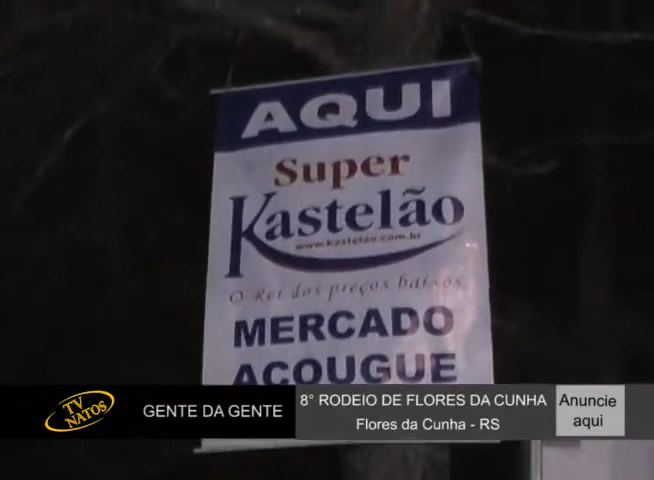 AQUI
Super
Kastelão
www.kastelão.com.br
O Rei dos preços baixos
MERCADO
AÇOUGUE
TV NATOS
GENTE DA GENTE
8° RODEIO DE FLORES DA CUNHA
Flores da Cunha - RS
Anuncie
aqui